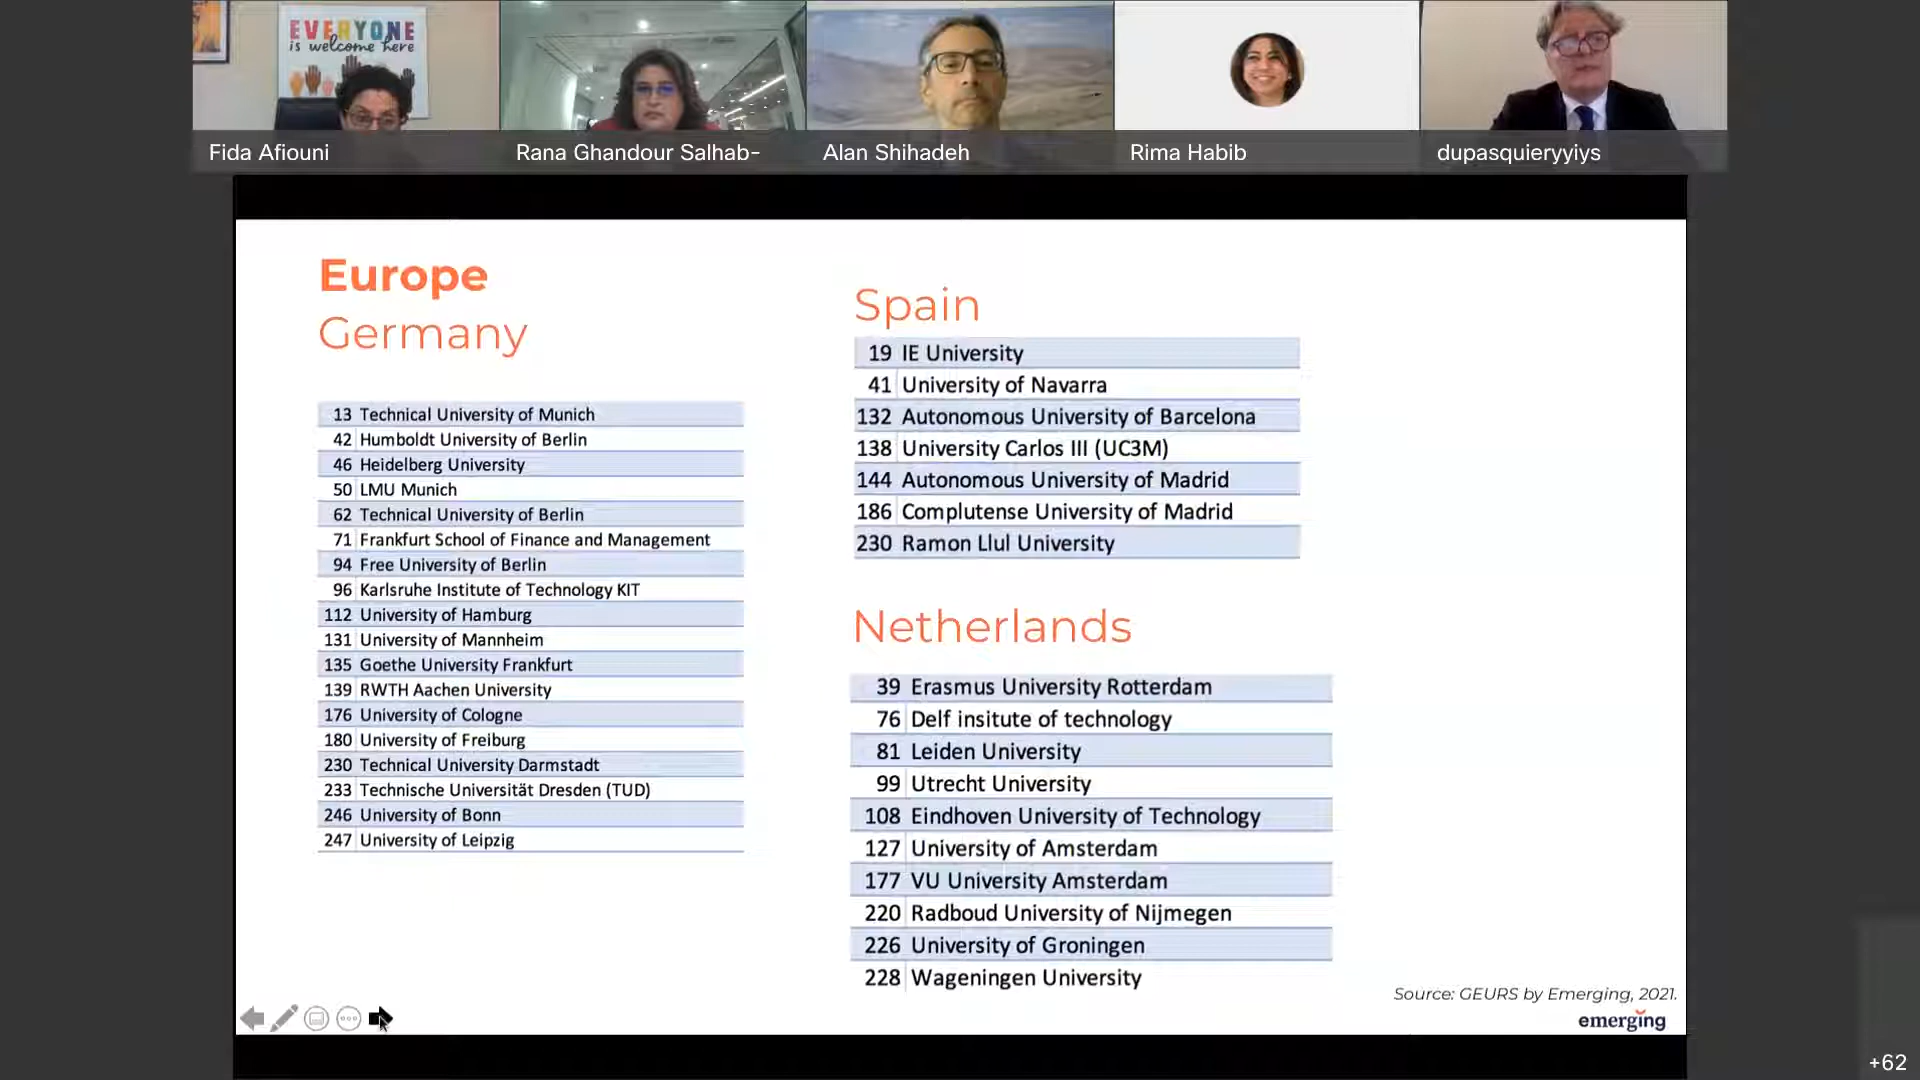 EVERYONE
is welcome here
Fida Afiouni
Rana Ghandour Salhab-
Alan Shihadeh
Rima Habib
dupasquieryyiys
Europe
Germany
13 Technical University of Munich
42 Humboldt University of Berlin
46 Heidelberg University
50 LMU Munich
62 Technical University of Berlin
71 Frankfurt School of Finance and Management
94 Free University of Berlin
96 Karlsruhe Institute of Technology KIT
112 University of Hamburg
131 University of Mannheim
135 Goethe University Frankfurt
139 RWTH Aachen University
176 University of Cologne
180 University of Freiburg
230 Technical University Darmstadt
233 Technische Universität Dresden (TUD)
246 University of Bonn
247 University of Leipzig
Spain
19 IE University
41 University of Navarra
132 Autonomous University of Barcelona
138 University Carlos III (UC3M)
144 Autonomous University of Madrid
186 Complutense University of Madrid
230 Ramon Llul University
Netherlands
39 Erasmus University Rotterdam
76 Delf insitute of technology
81 Leiden University
99 Utrecht University
108 Eindhoven University of Technology
127 University of Amsterdam
177 VU University Amsterdam
220 Radboud University of Nijmegen
226 University of Groningen
228 Wageningen University
Source: GEURS by Emerging, 2021.
emerging
+62